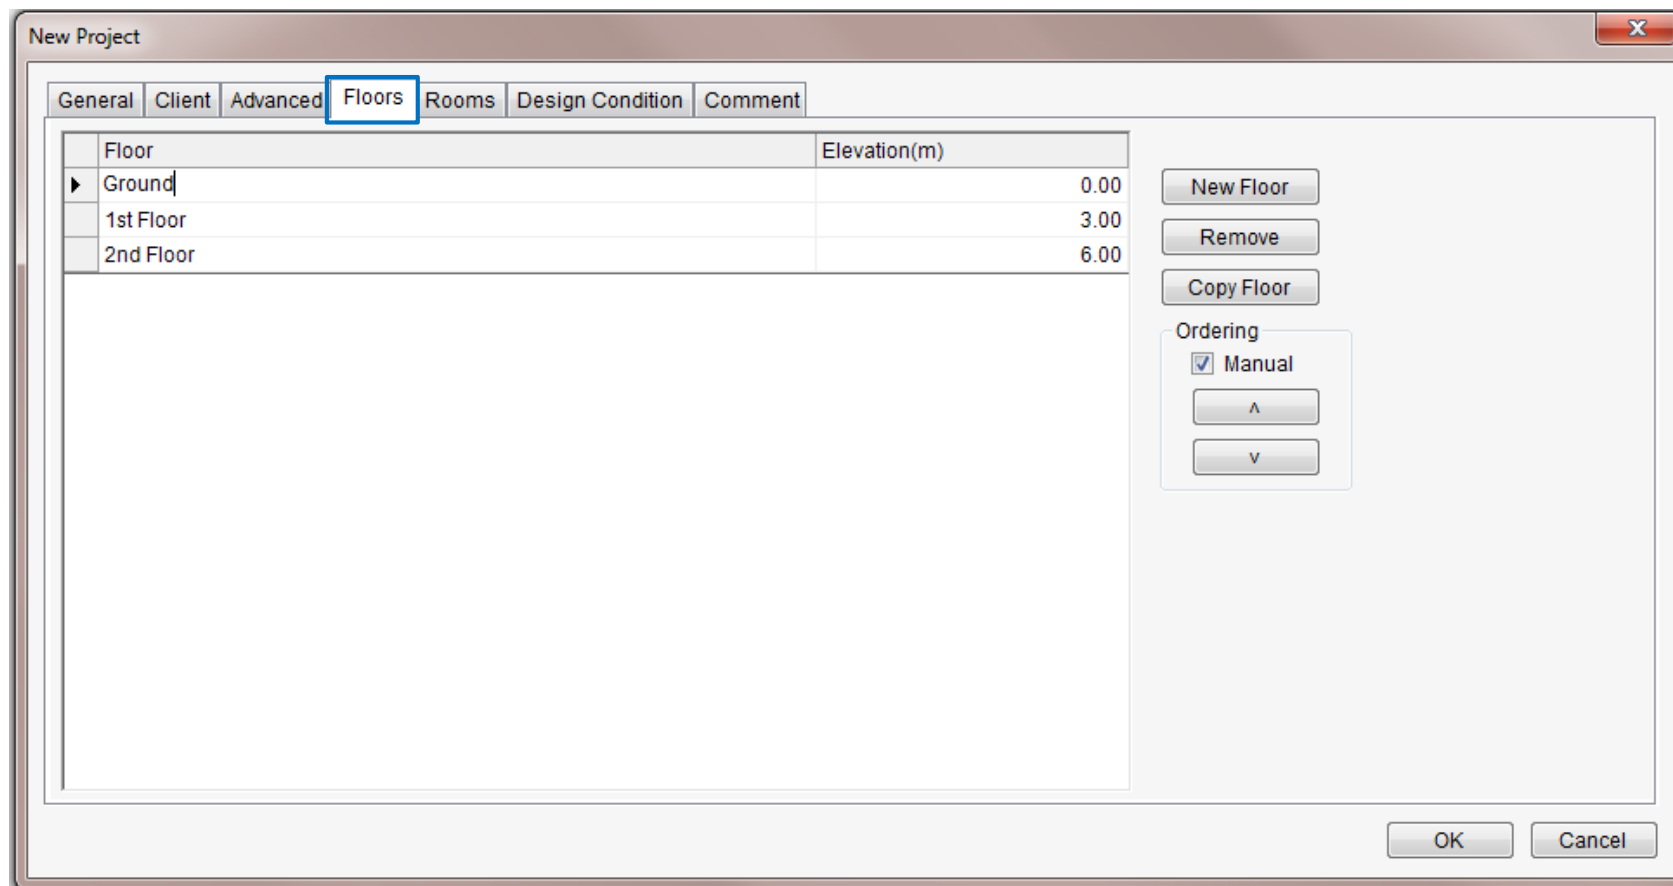 New Project
General Client Advanced Floors Rooms Design Condition Comment
Floor Elevation(m)
Ground 0.00
1st Floor 3.00
2nd Floor 6.00
New Floor
Remove
Copy Floor
Ordering
Manual
^
v
OK Cancel